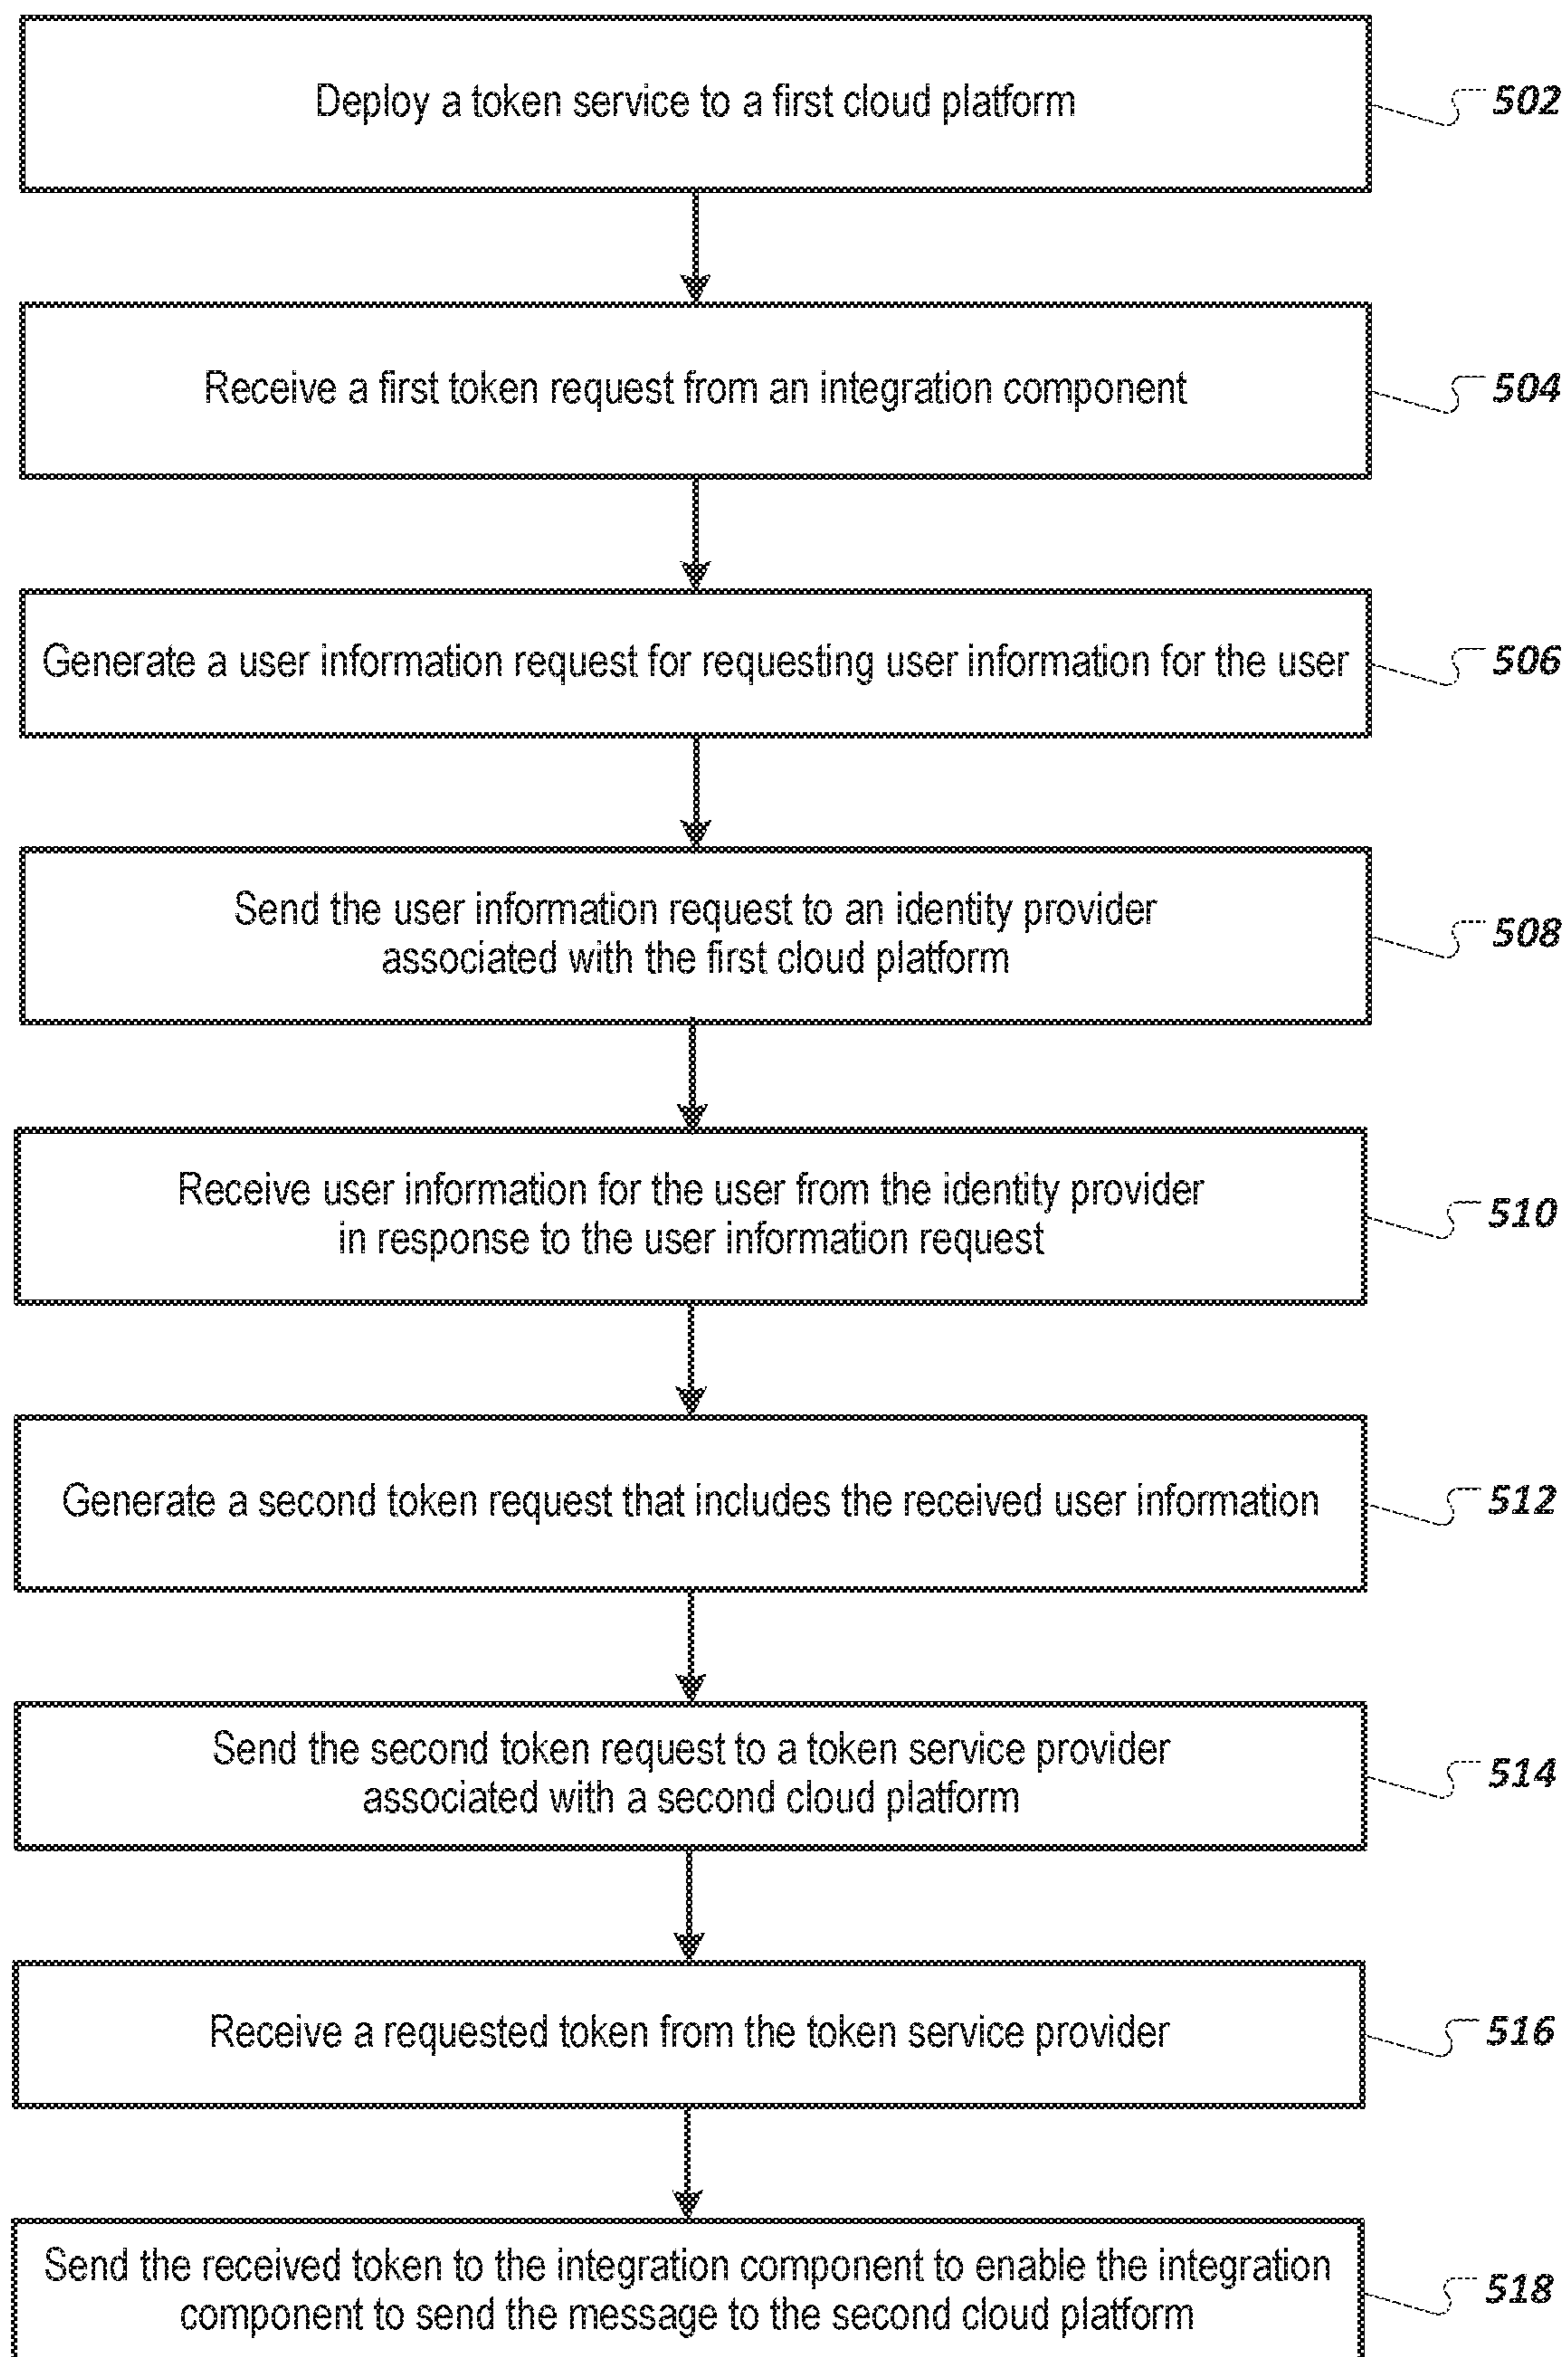 Deploy a token service to a first cloud platform
502
Receive a first token request from an integration component
504
Generate a user information request for requesting user information for the user
506
Send the user information request to an identity provider
associated with the first cloud platform
508
Receive user information for the user from the identity provider
in response to the user information request
510
Generate a second token request that includes the received user information
512
Send the second token request to a token service provider
associated with a second cloud platform
514
Receive a requested token from the token service provider
516
Send the received token to the integration component to enable the integration
component to send the message to the second cloud platform
518